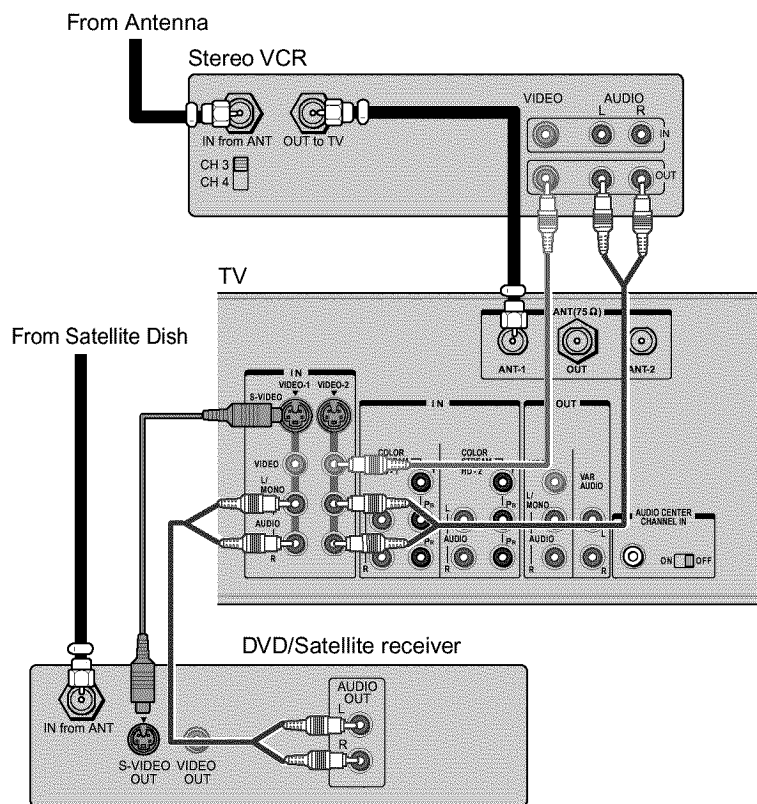 From Antenna
Stereo VCR
VIDEO
AUDIO
L R
IN from ANT
OUT to TV
IN
CH 3
CH 4
OUT
TV
ANT(75 Ω)
ANT-1
OUT
ANT-2
From Satellite Dish
IN
VIDEO-1
VIDEO-2
S-VIDEO
IN
OUT
VIDEO
COLOR
COLOR
HD-2
L/
MONO
L/
MONO
VAR
AUDIO
L
PR
PR
AUDIO
AUDIO
AUDIO
L
R
R
R
R
R
PR
PR
AUDIO CENTER
CHANNEL IN
ON
OFF
DVD/Satellite receiver
IN from ANT
S-VIDEO
OUT
VIDEO
OUT
AUDIO
OUT
L
R